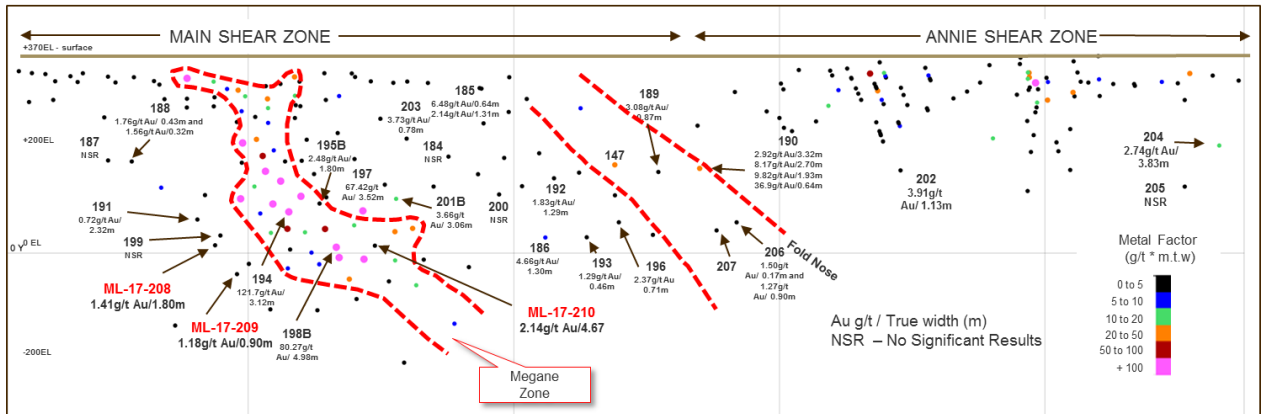 MAIN SHEAR ZONE
ANNIE SHEAR ZONE
+370EL - surface
188
1.76g/t Au/ 0.43m and
1.56g/t Au/0.32m
203
3.73g/t Au/
0.78m
185
6.48g/t Au/0.64m
2.14g/t Au/1.31m
189
3.08g/t Au/
0.87m
+200EL
187
NSR
195B
2.48g/t Au/
1.80m
184
NSR
190
2.92g/t Au/3.32m
8.17g/t Au/2.70m
9.82g/t Au/1.93m
36.9g/t Au/0.64m
204
2.74g/t Au/
3.83m
147
197
67.42g/t
Au/ 3.52m
192
1.83g/t Au/
1.29m
202
3.91g/t
Au/ 1.13m
205
NSR
201B
3.66g/t
Au/ 3.06m
200
NSR
191
0.72g/t Au/
2.32m
199
NSR
0 Y 0 EL
186
4.66g/t Au/
1.30m
193
1.29g/t Au/
0.46m
196
2.37g/t Au/
0.71m
207
206
1.50g/t
Au/ 0.17m and
1.27g/t
Au/ 0.90m
Fold Nose
194
121.7g/t Au/
3.12m
ML-17-208
1.41g/t Au/1.80m
ML-17-209
1.18g/t Au/0.90m
198B
80.27g/t
Au/ 4.98m
ML-17-210
2.14g/t Au/4.67
-200EL
Megane
Zone
Au g/t / True width (m)
NSR – No Significant Results
Metal Factor
(g/t * m.t.w)
0 to 5
5 to 10
10 to 20
20 to 50
50 to 100
+ 100